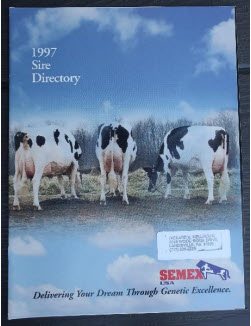 1997
Sire
Directory
SEMEX
USA
Delivering Your Dream Through Genetic Excellence.